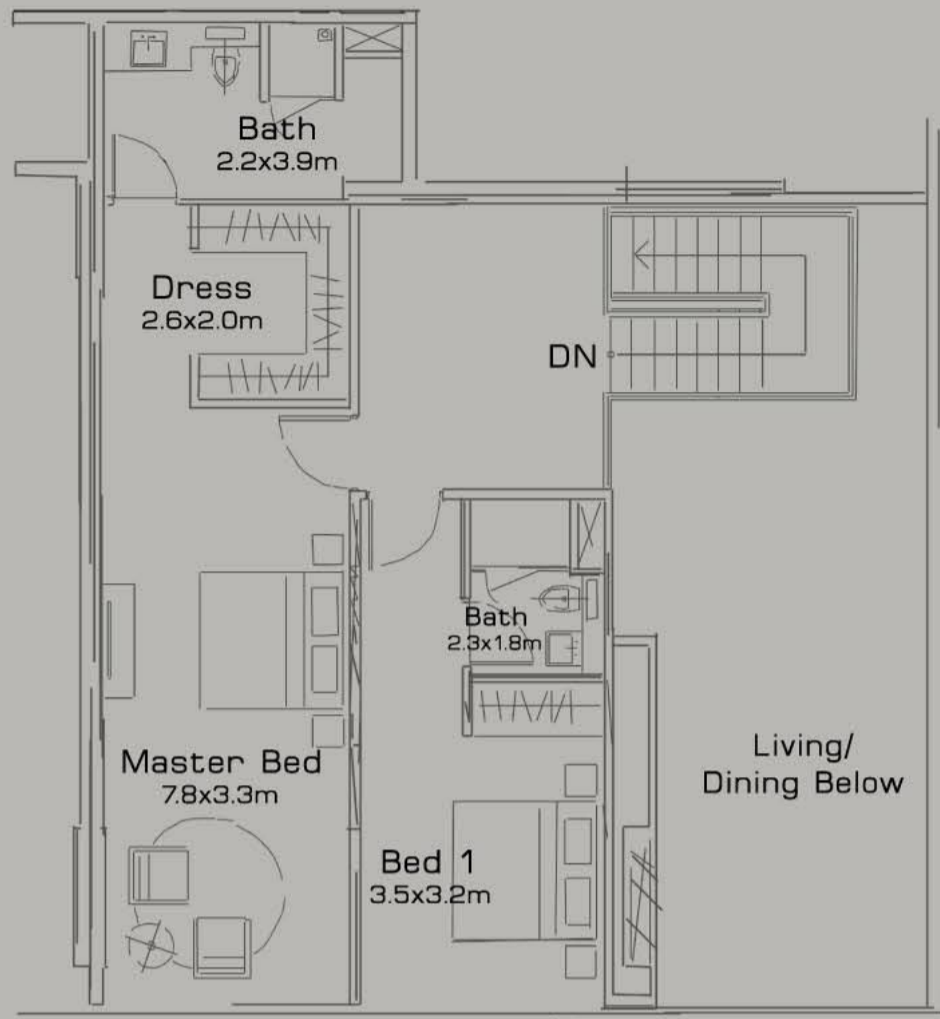 Bath
2.2x3.9m
Dress
2.6x2.0m
DN
Bath
2.3x1.8m
Master Bed
7.8x3.3m
Living/
Dining Below
Bed 1
3.5x3.2m